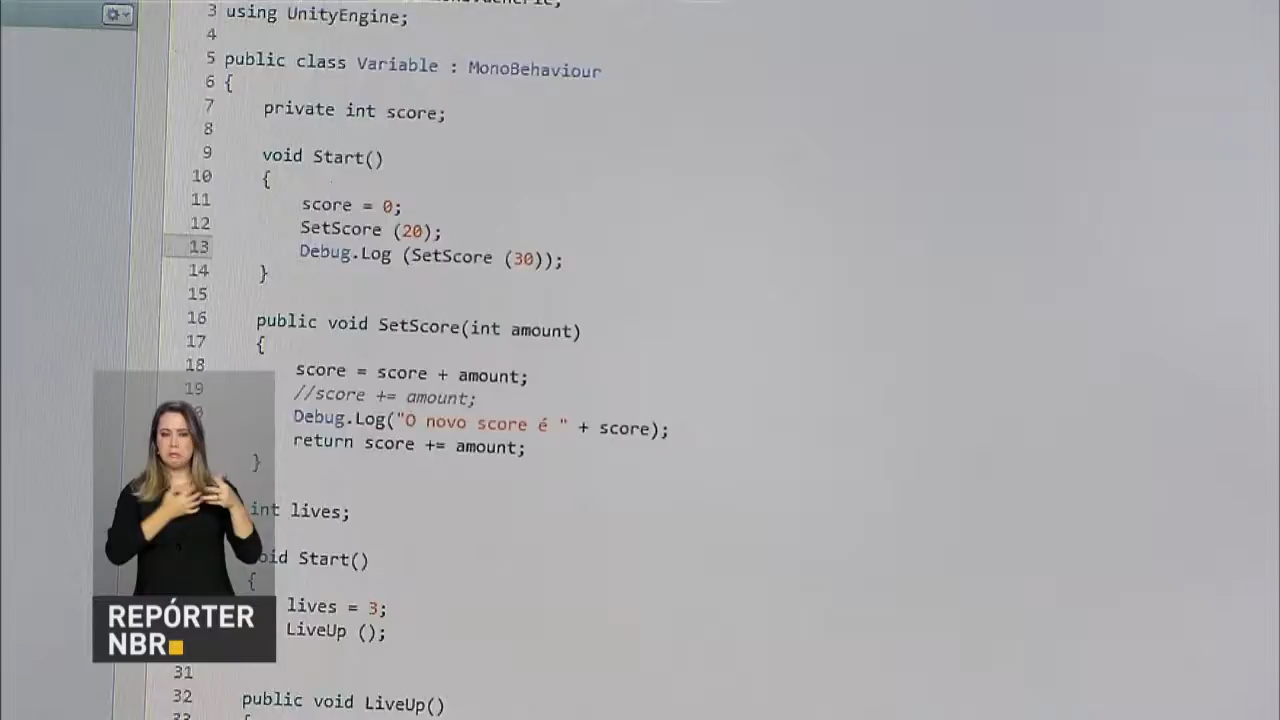 3 using UnityEngine;
4
5 public class Variable : MonoBehaviour
6 {
7 private int score;
8
9 void Start()
10 {
11 score = 0;
12 SetScore (20);
13 Debug.Log (SetScore (30));
14 }
15
16 public void SetScore(int amount)
17 {
18 score = score + amount;
19 //score += amount;
Debug.Log("O novo score é " + score);
return score += amount;
}
int lives;
Start()
{
lives = 3;
LiveUp ();
31
32 public void LiveUp()
33 {
REPÓRTER
NBR